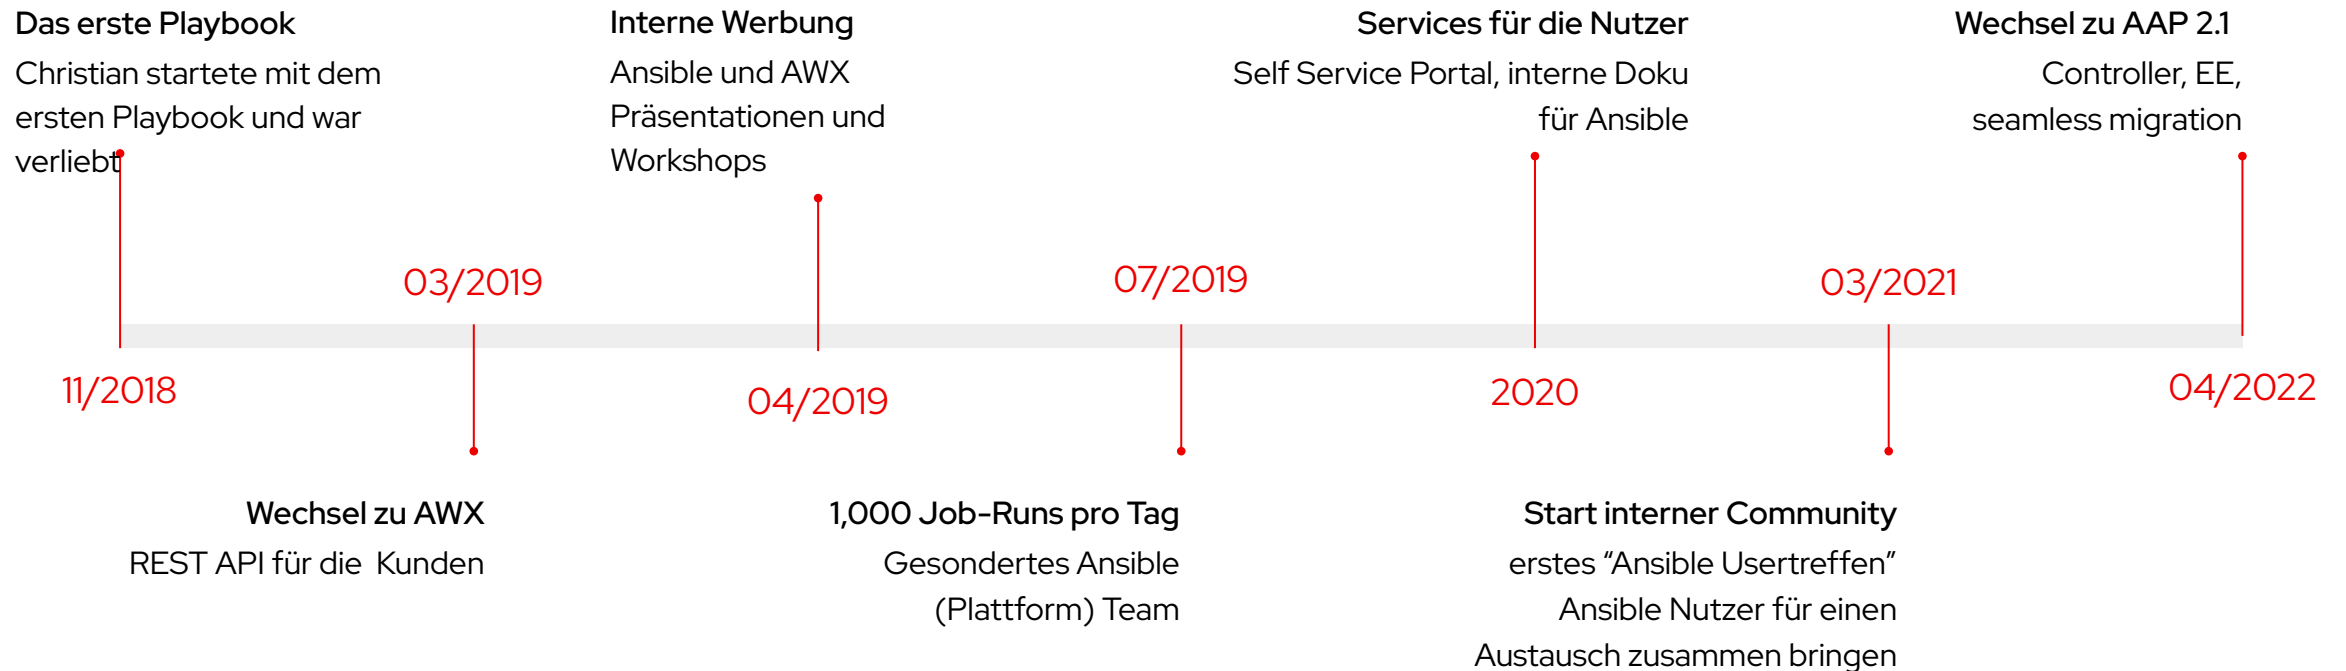 Das erste Playbook
Christian startete mit dem
ersten Playbook und war
verliebt
Interne Werbung
Ansible und AWX
Präsentationen und
Workshops
Services für die Nutzer
Self Service Portal, interne Doku
für Ansible
Wechsel zu AAP 2.1
Controller, EE,
seamless migration
03/2019
07/2019
03/2021
11/2018
04/2019
2020
04/2022
Wechsel zu AWX
REST API für die  Kunden
1,000 Job-Runs pro Tag
Gesondertes Ansible
(Plattform) Team
Start interner Community
erstes “Ansible Usertreffen”
Ansible Nutzer für einen
Austausch zusammen bringen